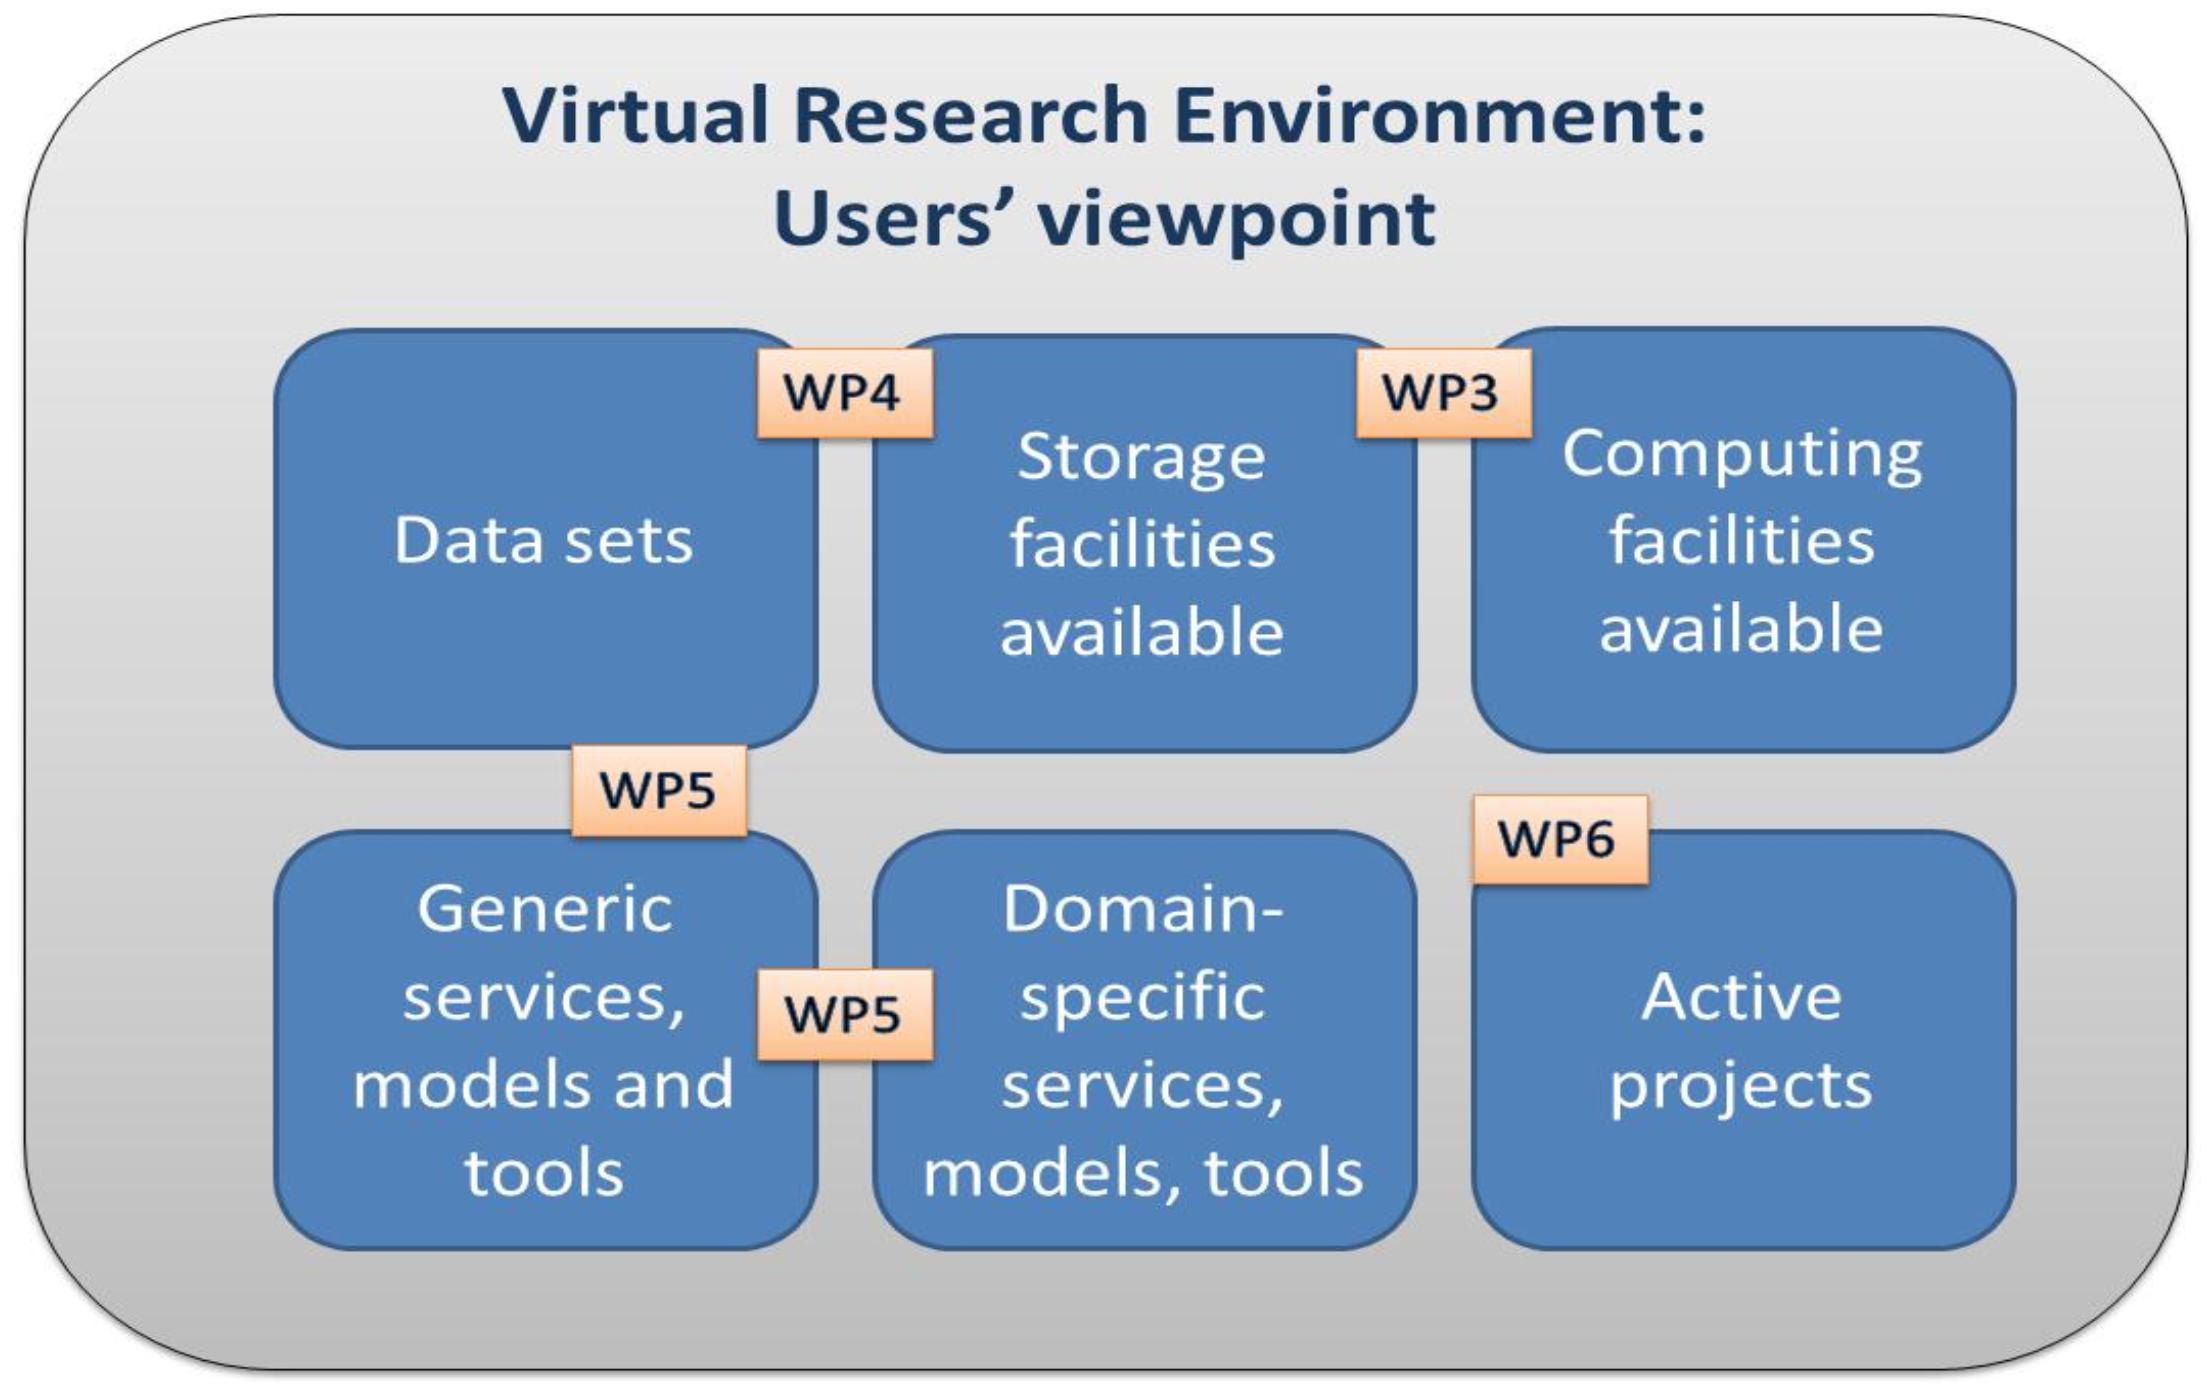 Virtual Research Environment:
Users’ viewpoint
Data sets
WP4
Storage
facilities
available
WP3
Computing
facilities
available
WP5
Generic
services,
models and
tools
WP5
Domain-
specific
services,
models, tools
WP6
Active
projects